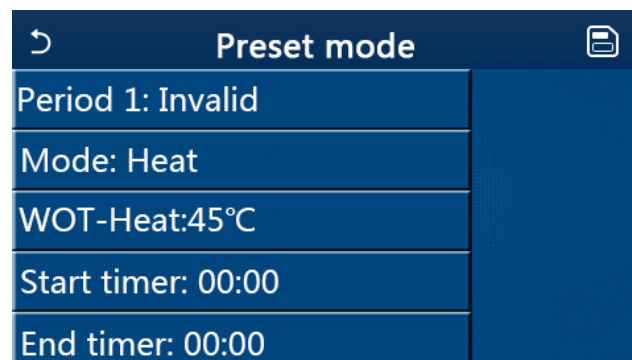 Preset mode
Period 1: Invalid
Mode: Heat
WOT-Heat:45℃
Start timer: 00:00
End timer: 00:00